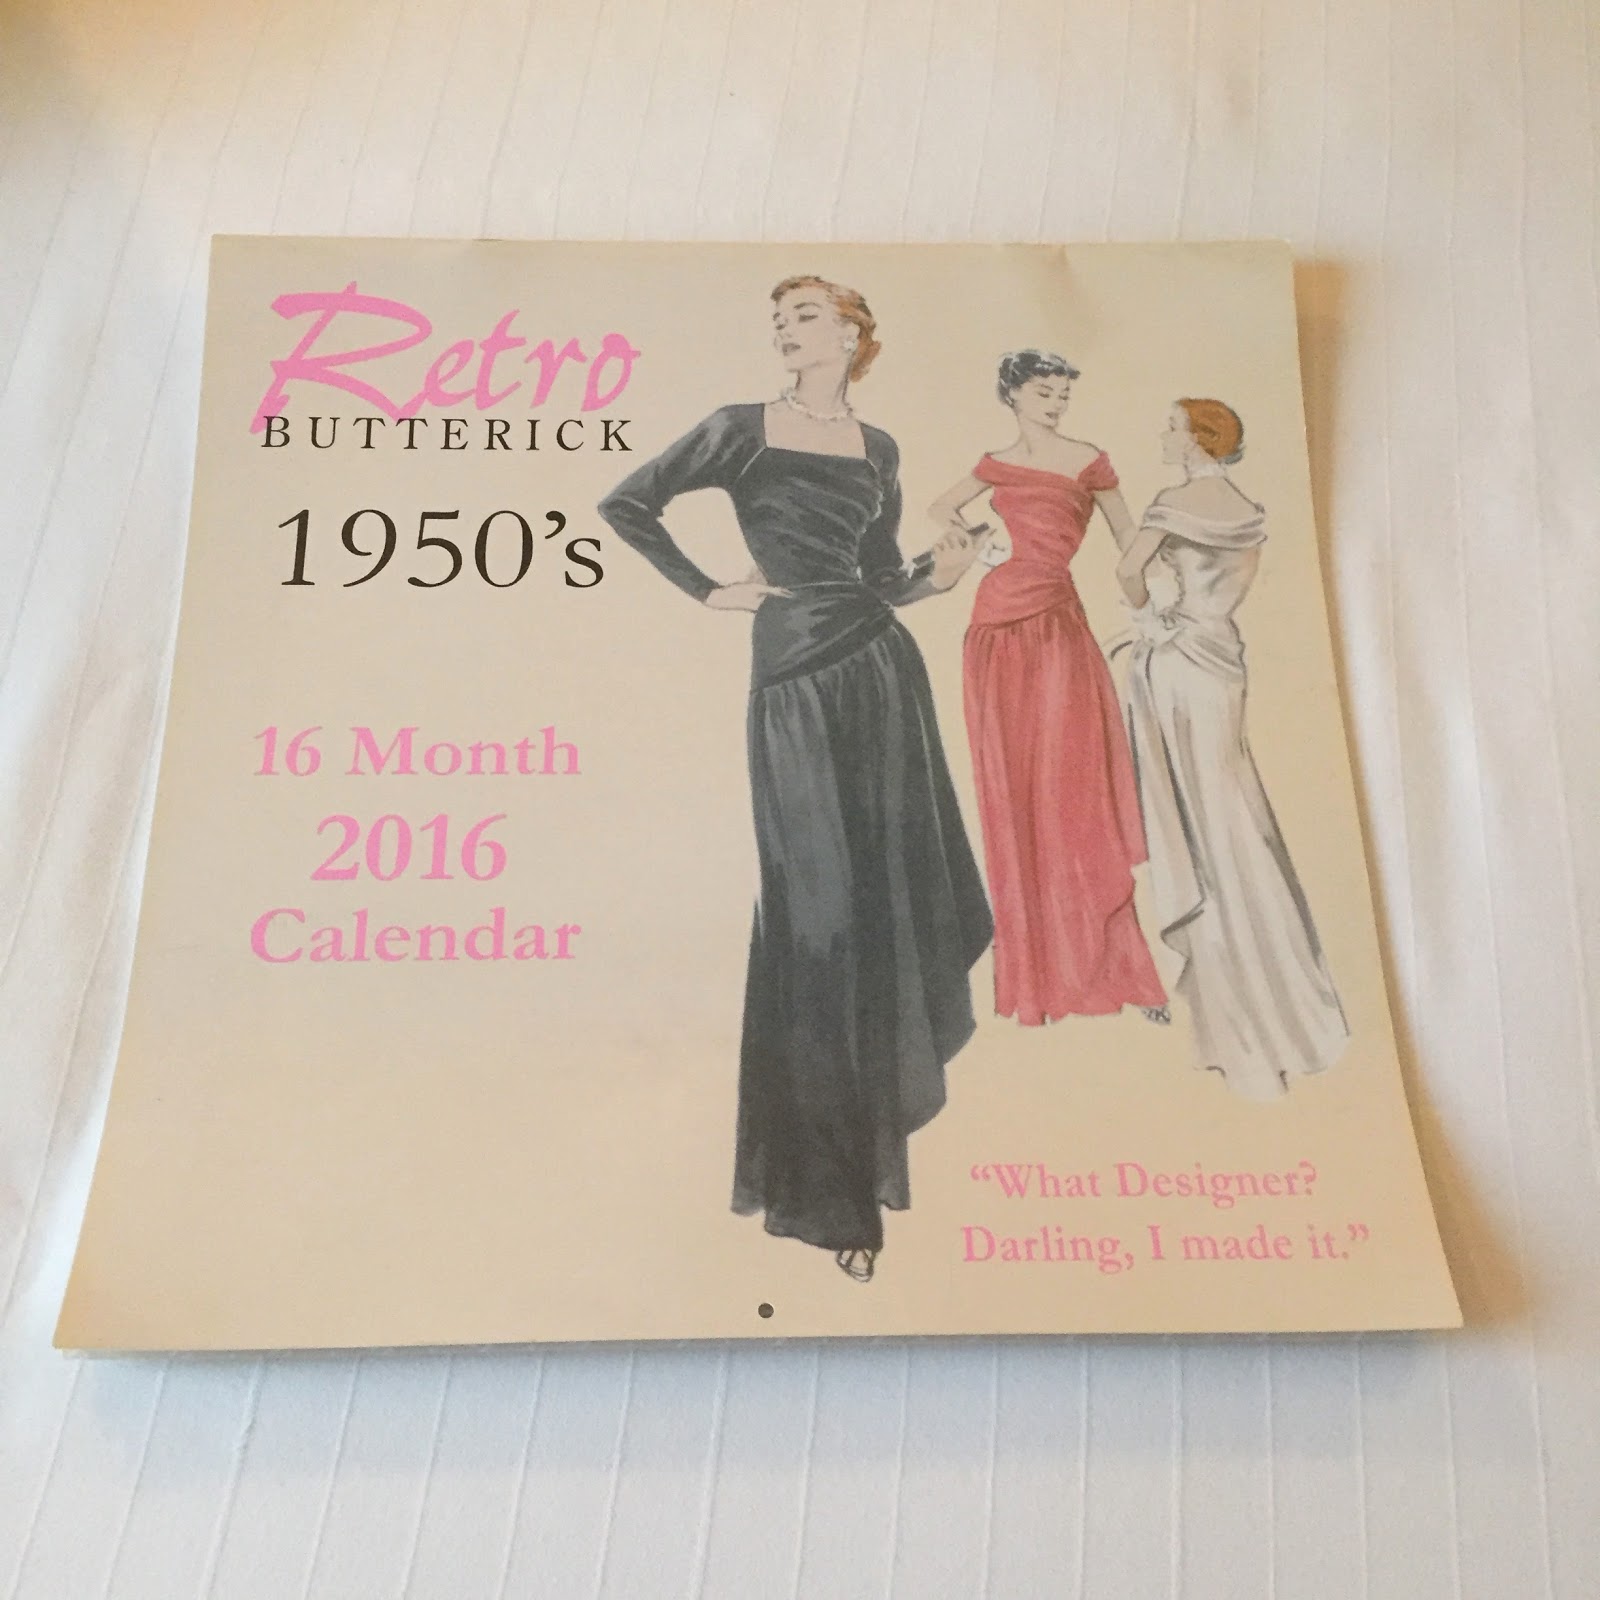 Retro
BUTTERICK
1950's
16 Month
2016
Calendar
“What Designer?
Darling, I made it.”